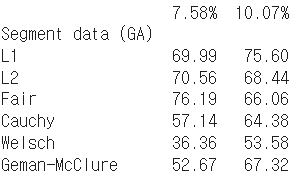 7.58% 10.07%
Segment data (GA)
L1 69.99 75.60
L2 70.56 68.44
Fair 76.19 66.06
Cauchy 57.14 64.38
Welsch 36.36 53.58
Geman-McClure 52.67 67.32